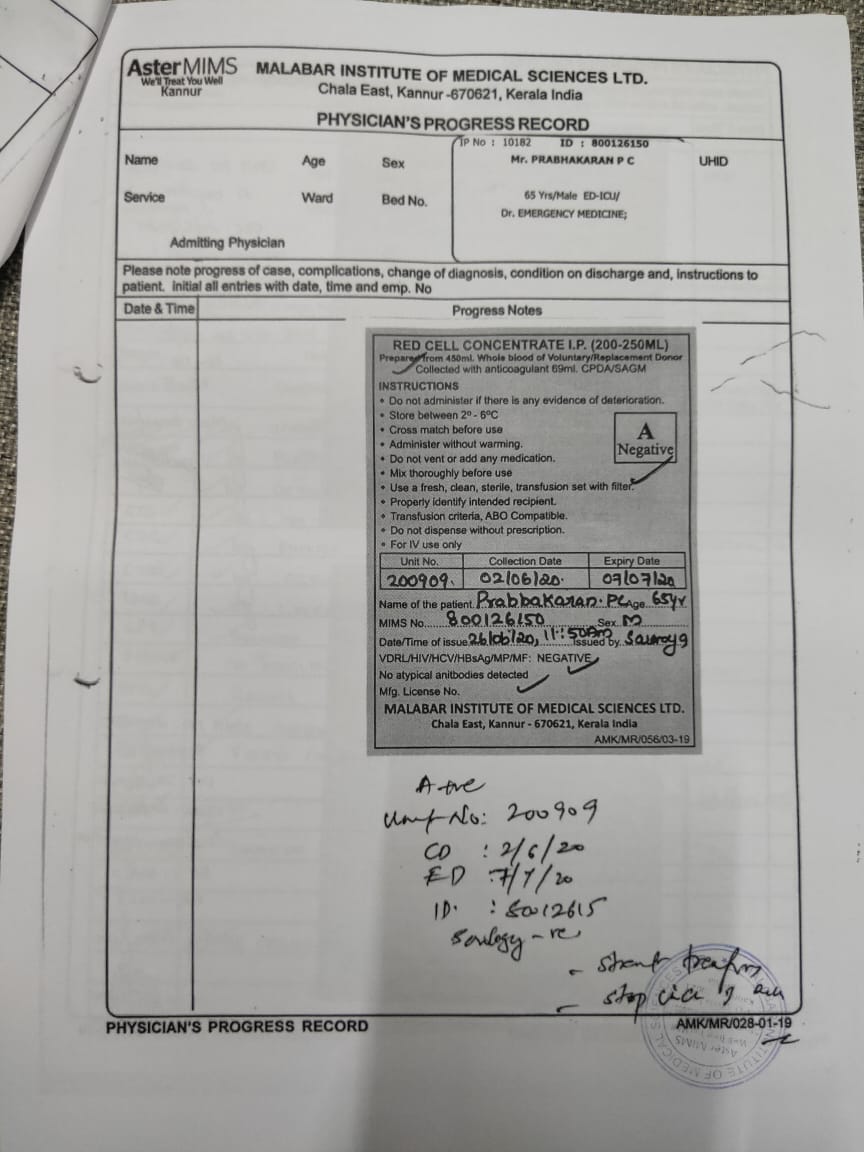 AsterMIMS
We'll Treat You Well
Kannur
MALABAR INSTITUTE OF MEDICAL SCIENCES LTD.
Chala East, Kannur -670621, Kerala India
PHYSICIAN'S PROGRESS RECORD
IP No : 10182 ID : 800126150
Name Age Sex Mr. PRABHAKARAN P C UHID
Service Ward Bed No. 65 Yrs/Male ED-ICU/
Dr. EMERGENCY MEDICINE;
Admitting Physician
Please note progress of case, complications, change of diagnosis, condition on discharge and, instructions to
patient. Initial all entries with date, time and emp. No
Date & Time Progress Notes
RED CELL CONCENTRATE I.P. (200-250ML)
Prepared from 450ml. Whole blood of Voluntary/Replacement Donor
Collected with anticoagulant 69ml. CPDA/SAGM
INSTRUCTIONS
• Do not administer if there is any evidence of deterioration.
• Store between 2º - 6ºC
• Cross match before use
• Administer without warming.
• Do not vent or add any medication.
• Mix thoroughly before use
• Use a fresh, clean, sterile, transfusion set with filter.
• Properly identify intended recipient.
• Transfusion criteria, ABO Compatible.
• Do not dispense without prescription.
• For IV use only
A
Negative
Unit No. Collection Date Expiry Date
200909. 02/06/20. 07/07/20
Name of the patient Prabbakaran. PC Age 65yr
MIMS No. 800126150 Sex M
Date/Time of issue 26/06/20, 11:50Am Issued by
VDRL/HIV/HCV/HBsAg/MP/MF: NEGATIVE
No atypical anitbodies detected
Mfg. License No.
MALABAR INSTITUTE OF MEDICAL SCIENCES LTD.
Chala East, Kannur - 670621, Kerala India
AMK/MR/056/03-19
A
Unit No: 200909
CD : 2/6/20
ED : 7/7/20
ID. : 80012615
-ve
-
- stop
PHYSICIAN'S PROGRESS RECORD AMK/MR/028-01-19